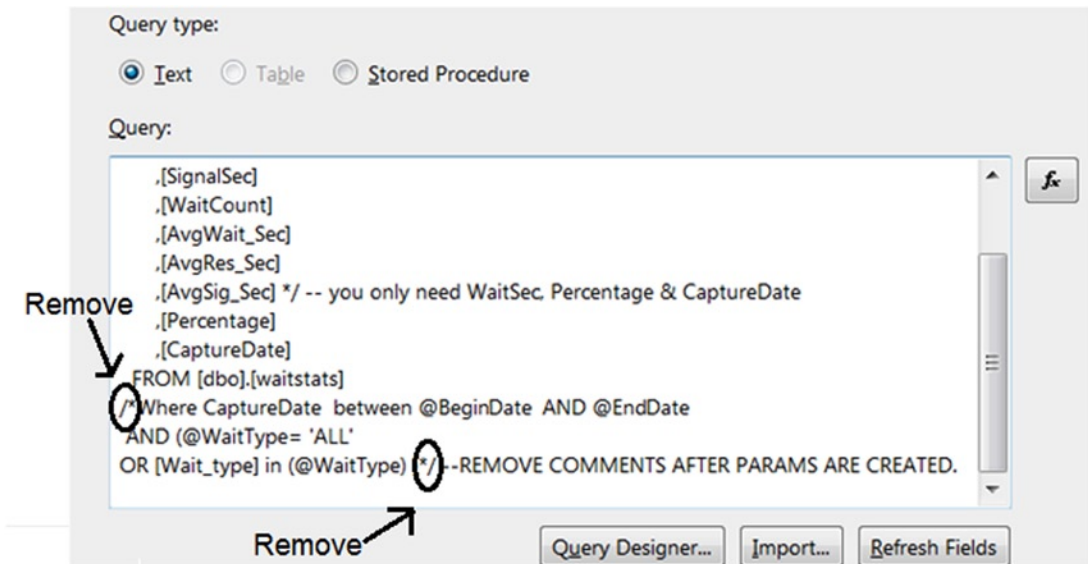 Query type:
Text Table Stored Procedure
Query:
,[SignalSec]
,[WaitCount]
,[AvgWait_Sec]
,[AvgRes_Sec]
,[AvgSig_Sec] */ -- you only need WaitSec, Percentage & CaptureDate
Remove
,[Percentage]
,[CaptureDate]
FROM [dbo].[waitstats]
/*Where CaptureDate between @BeginDate AND @EndDate
AND (@WaitType= 'ALL'
OR [Wait_type] in (@WaitType) */ --REMOVE COMMENTS AFTER PARAMS ARE CREATED.
Remove
Query Designer... Import... Refresh Fields
fx